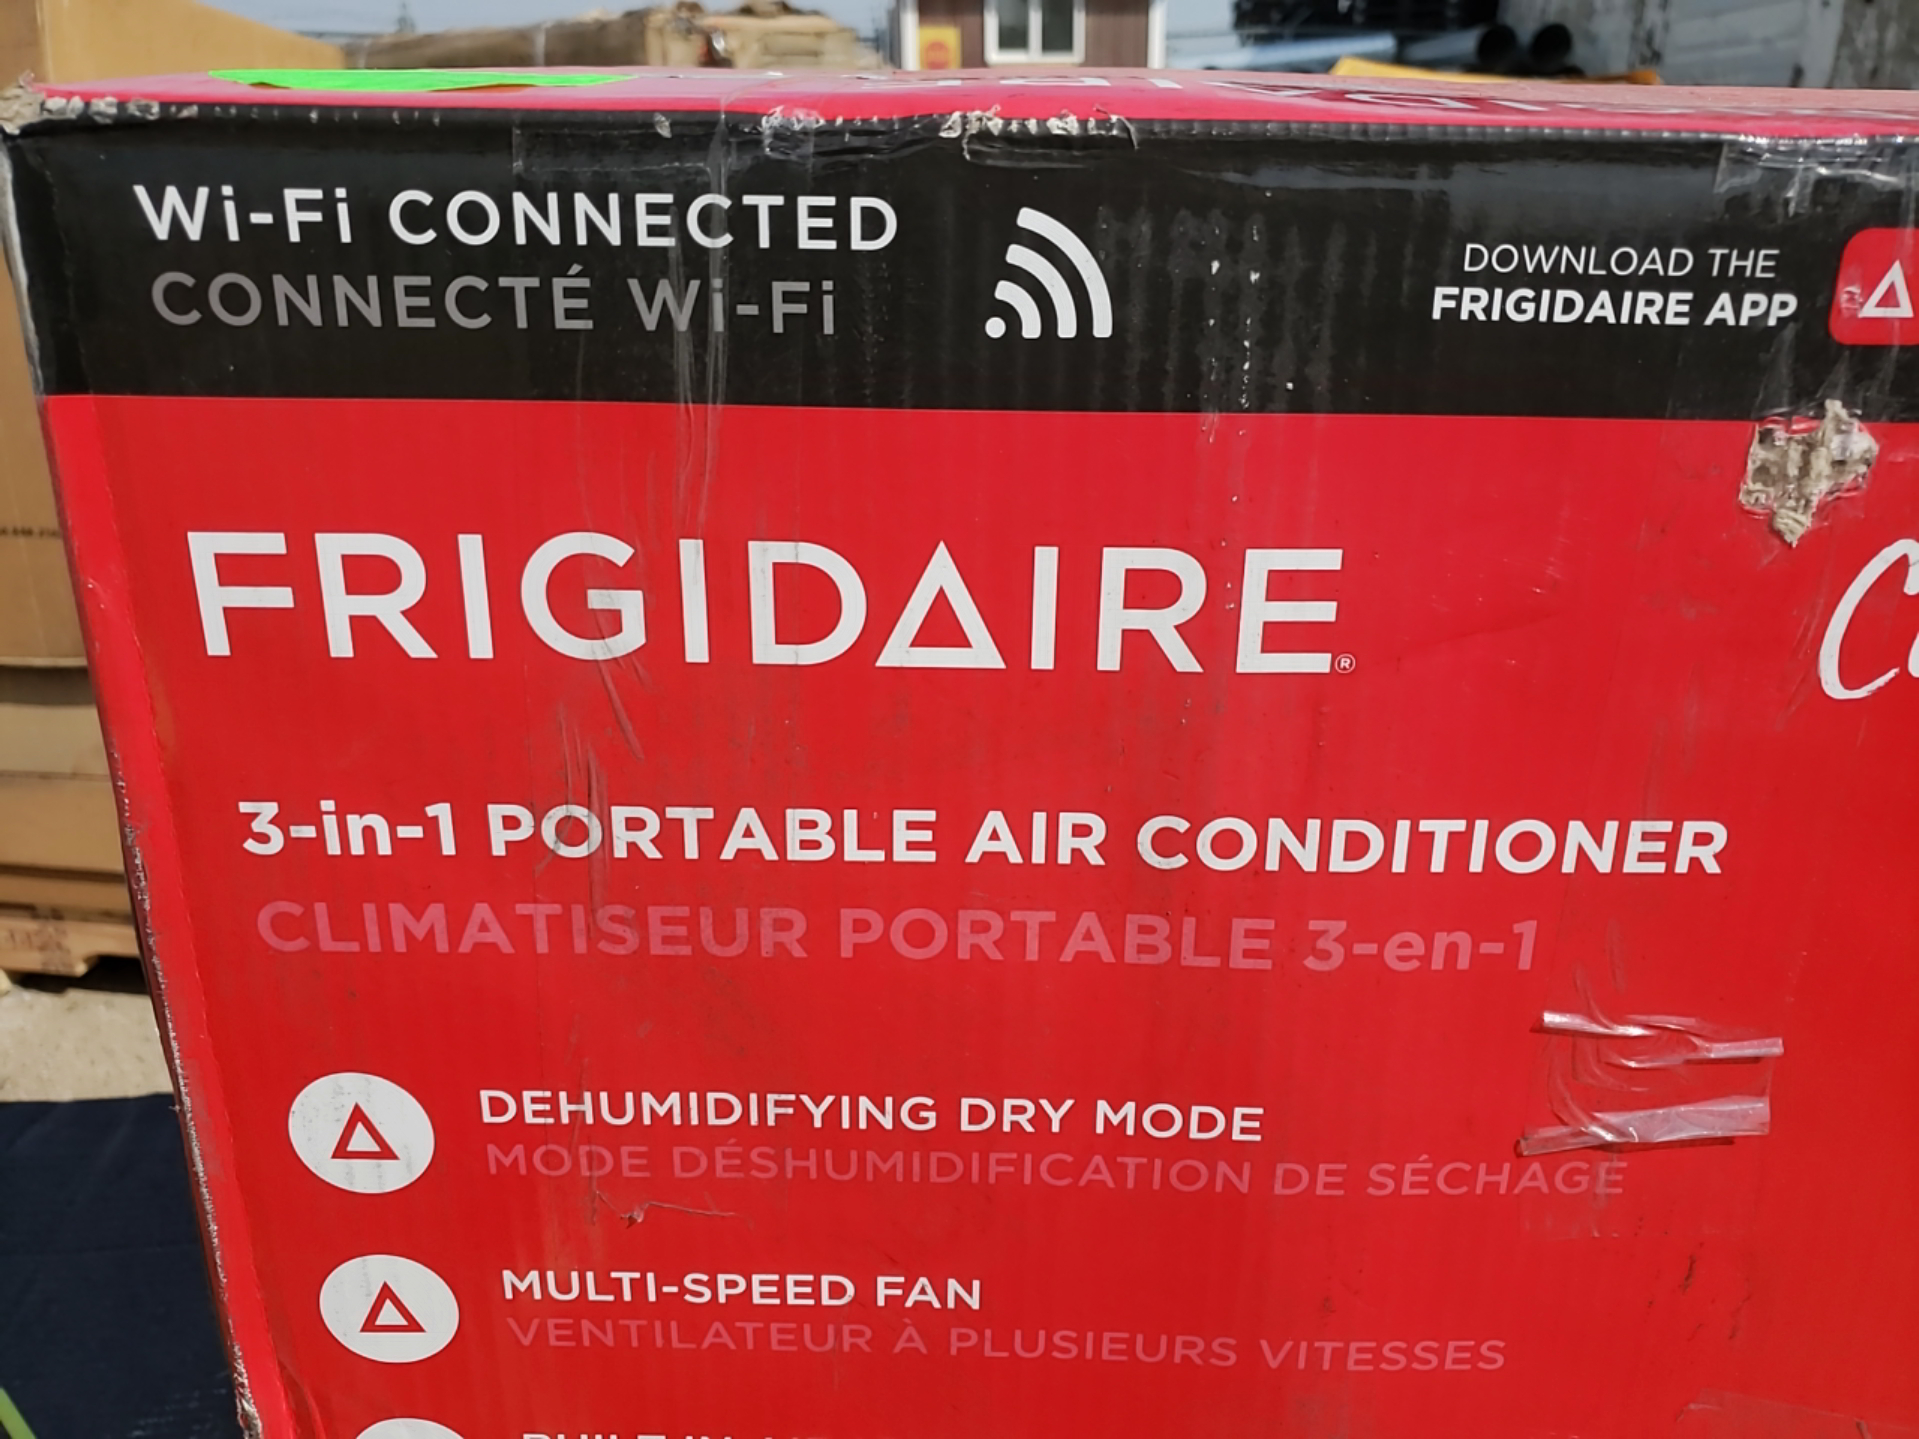 Wi-Fi CONNECTED
CONNECTÉ Wi-Fi
DOWNLOAD THE
FRIGIDAIRE APP
FRIGIDAIRE®
3-in-1 PORTABLE AIR CONDITIONER
CLIMATISEUR PORTABLE 3-en-1
DEHUMIDIFYING DRY MODE
MODE DÉSHUMIDIFICATION DE SÉCHAGE
MULTI-SPEED FAN
VENTILATEUR À PLUSIEURS VITESSES